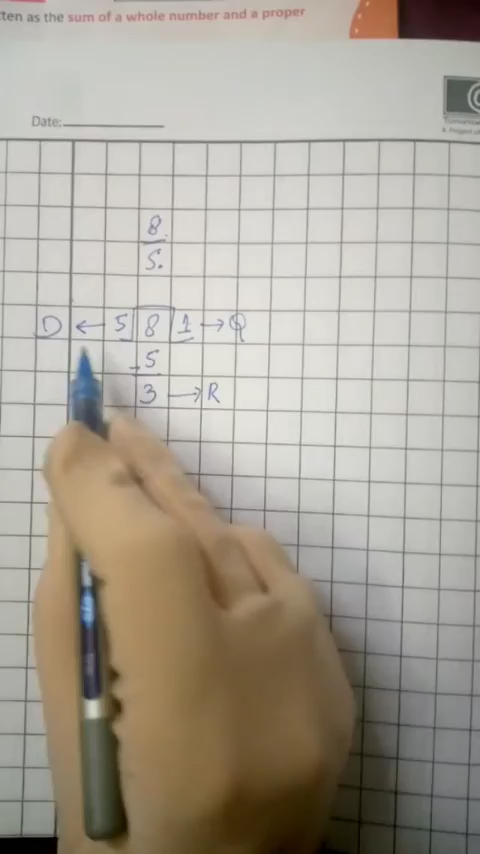 ten as the sum of a whole number and a proper
Date:
8
5
D ← 5 8 1 → Q
-5
3 → R